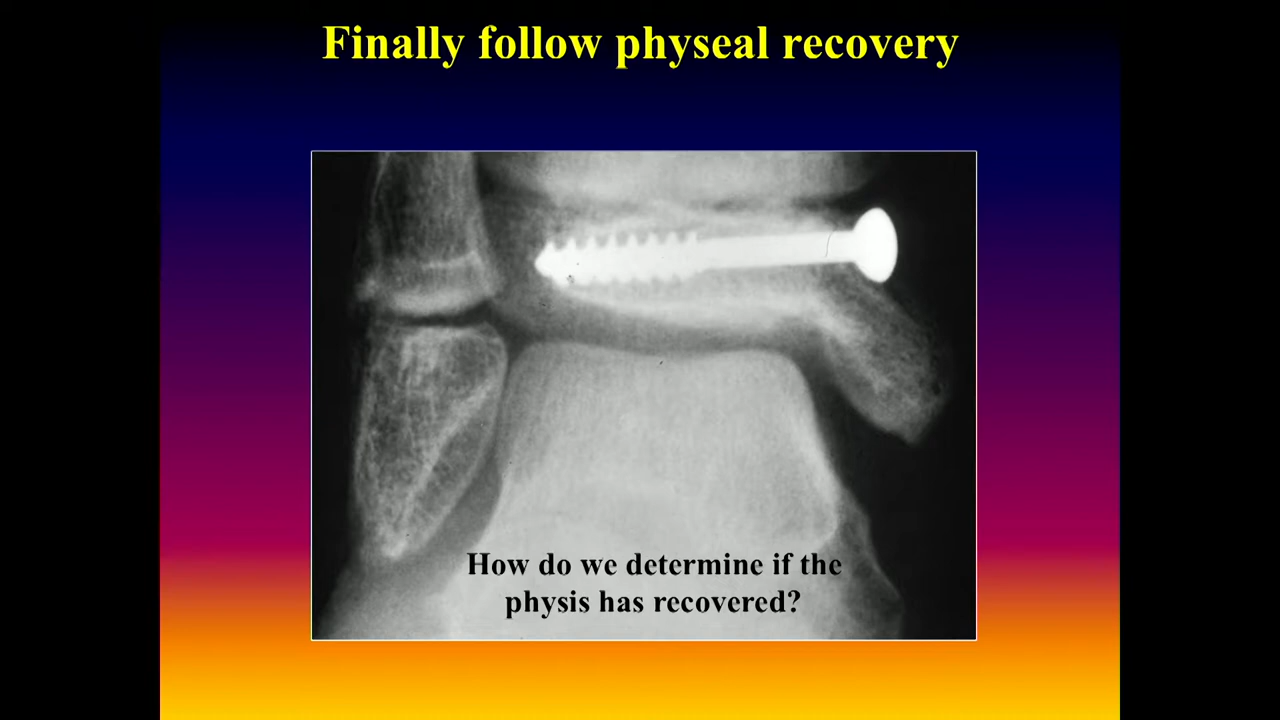 Finally follow physeal recovery
How do we determine if the
physis has recovered?